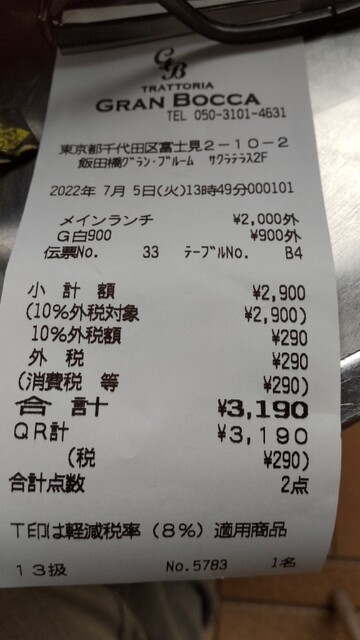 GB
TRATTORIA
GRAN BOCCA
TEL 050-3101-4631
東京都千代田区富士見2-10-2
飯田橋グラン・ブルーム サクラテラス2F
2022年 7月 5日(火)13時49分000101
メインランチ ¥2,000外
G白900 ¥900外
伝票No. 33 テーブルNo. B4
小計額 ¥2,900
(10%外税対象 ¥2,900)
10%外税額 ¥290
外税 ¥290
(消費税 等 ¥290)
合計 ¥3,190
QR計 ¥3,190
(税 ¥290)
合計点数 2点
T印は軽減税率(8%)適用商品
13扱 No.5783 1名